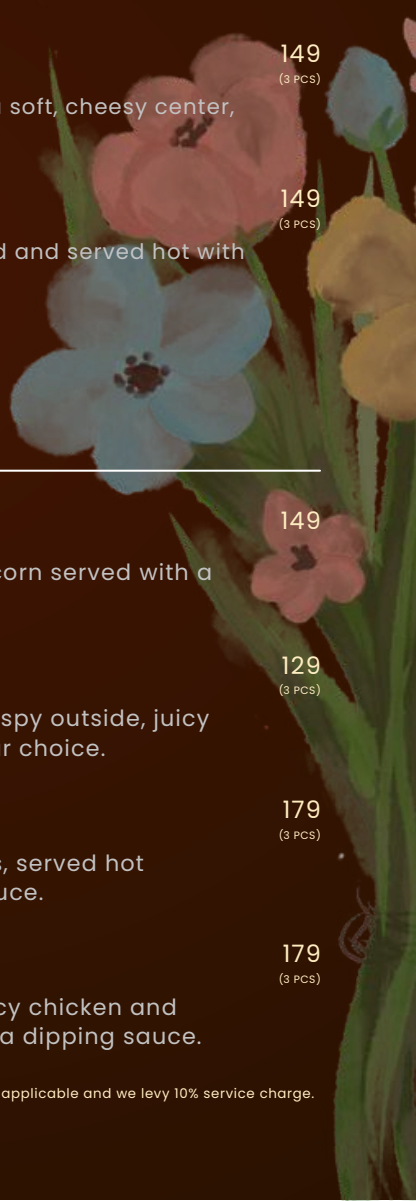 149
(3 PCS)
soft, cheesy center,
149
(3 PCS)
and served hot with
149
corn served with a
129
(3 PCS)
spy outside, juicy
r choice.
179
(3 PCS)
s, served hot
uce.
179
(3 PCS)
cy chicken and
a dipping sauce.
applicable and we levy 10% service charge.